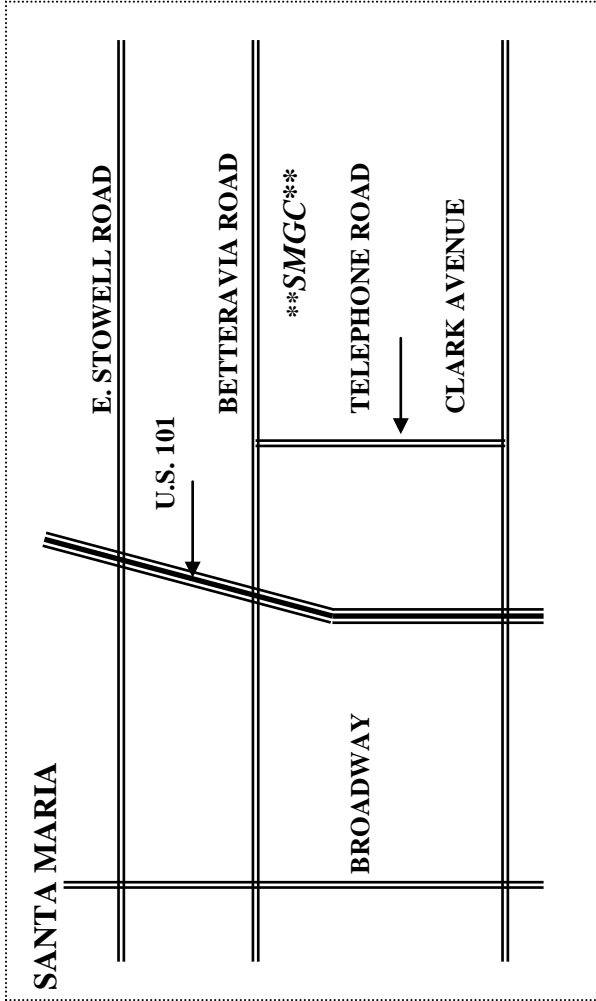 SANTA MARIA
E. STOWELL ROAD
U.S. 101
BETTERAVIA ROAD
**SMGC**
BROADWAY
TELEPHONE ROAD
CLARK AVENUE